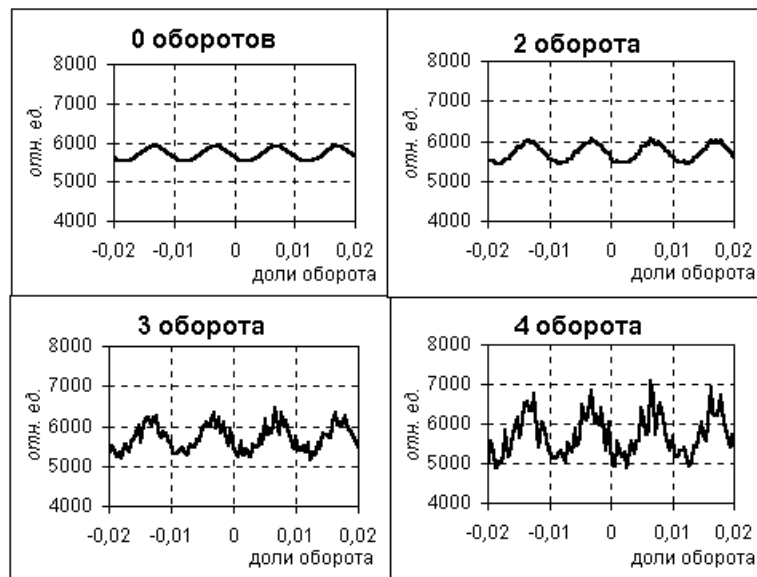 0 оборотов
8000
7000
6000
5000
4000
отн. ед.
-0,02 -0,01 0 0,01 0,02
доли оборота
2 оборота
8000
7000
6000
5000
4000
отн. ед.
-0,02 -0,01 0 0,01 0,02
доли оборота
3 оборота
8000
7000
6000
5000
4000
отн. ед.
-0,02 -0,01 0 0,01 0,02
доли оборота
4 оборота
8000
7000
6000
5000
4000
отн. ед.
-0,02 -0,01 0 0,01 0,02
доли оборота